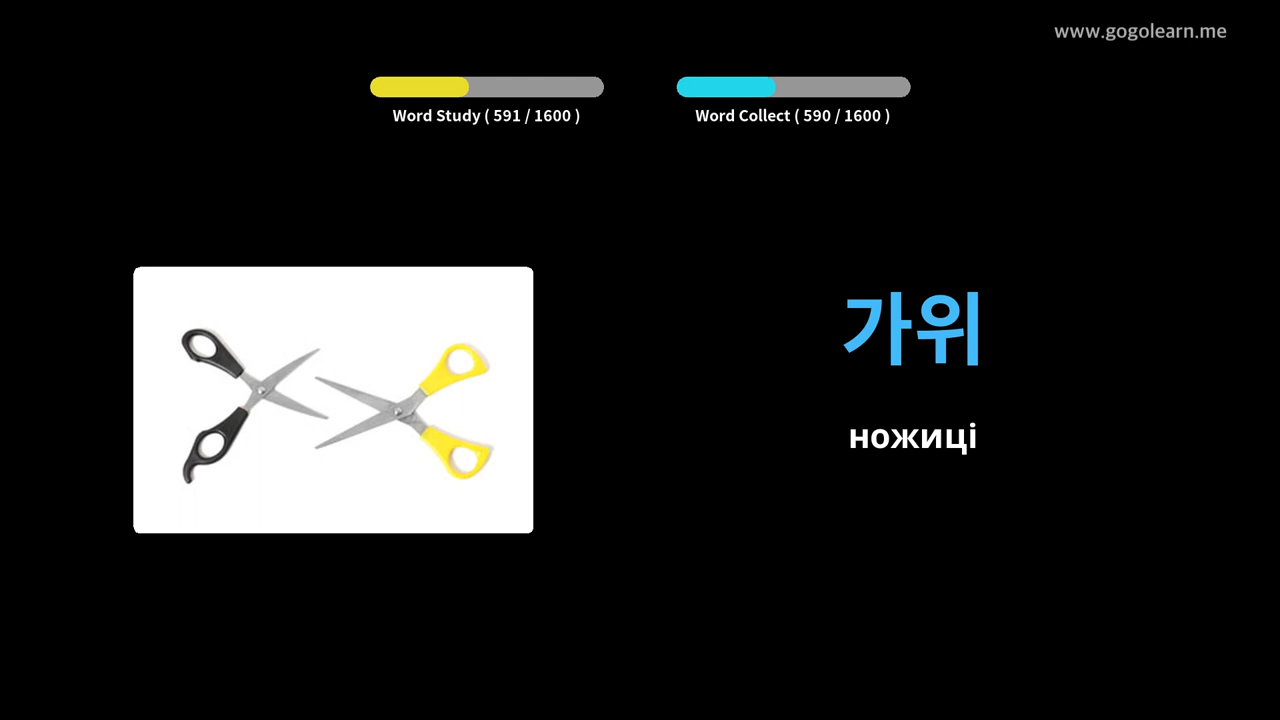 www.gogolearn.me
Word Study ( 591 / 1600 )
Word Collect ( 590 / 1600 )
가위
ножиці